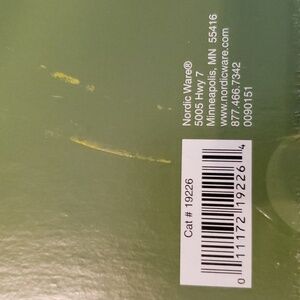 Nordic Ware®
5005 Hwy 7
Minneapolis, MN 55416
www.nordicware.com
877.466.7342
0090151
Cat # 19226
0 11172 19226 4